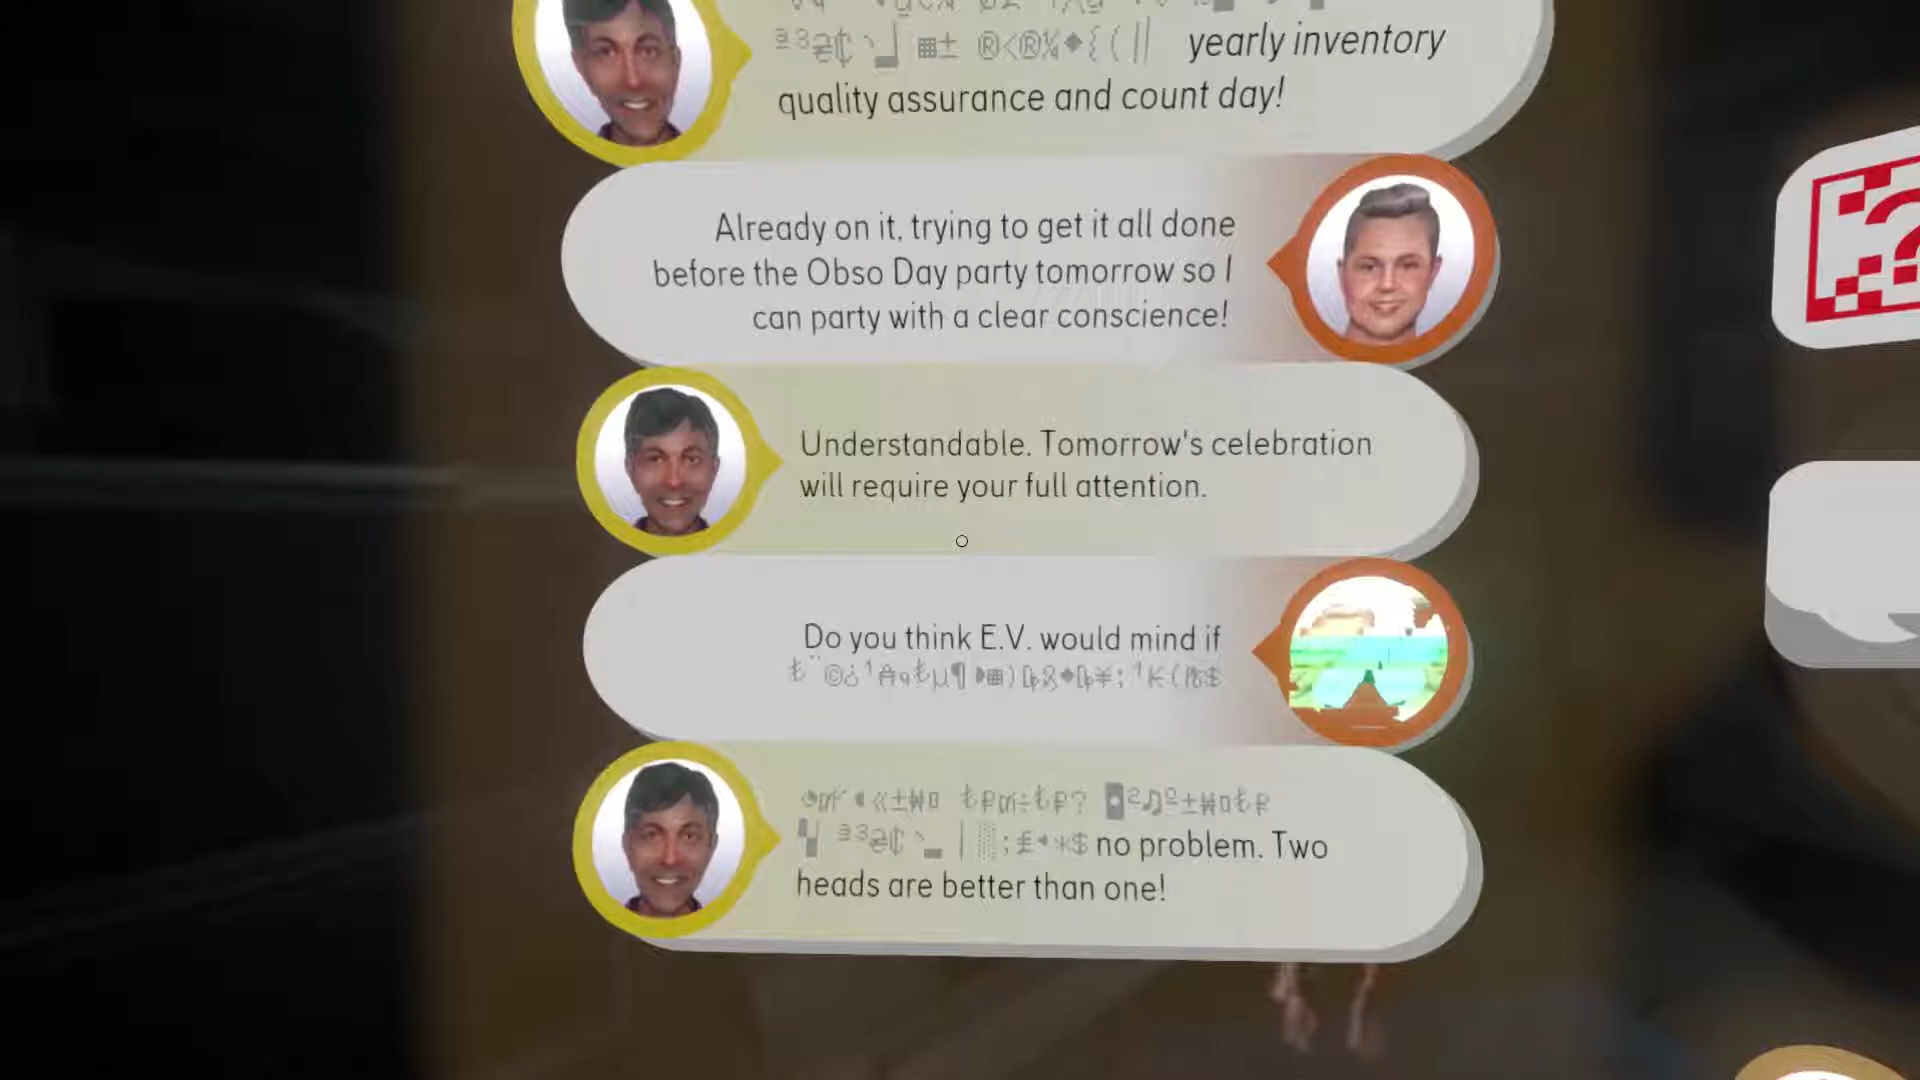 yearly inventory
quality assurance and count day!
Already on it, trying to get it all done
before the Obso Day party tomorrow so I
can party with a clear conscience!
Understandable. Tomorrow's celebration
will require your full attention.
Do you think E.V. would mind if
no problem. Two
heads are better than one!